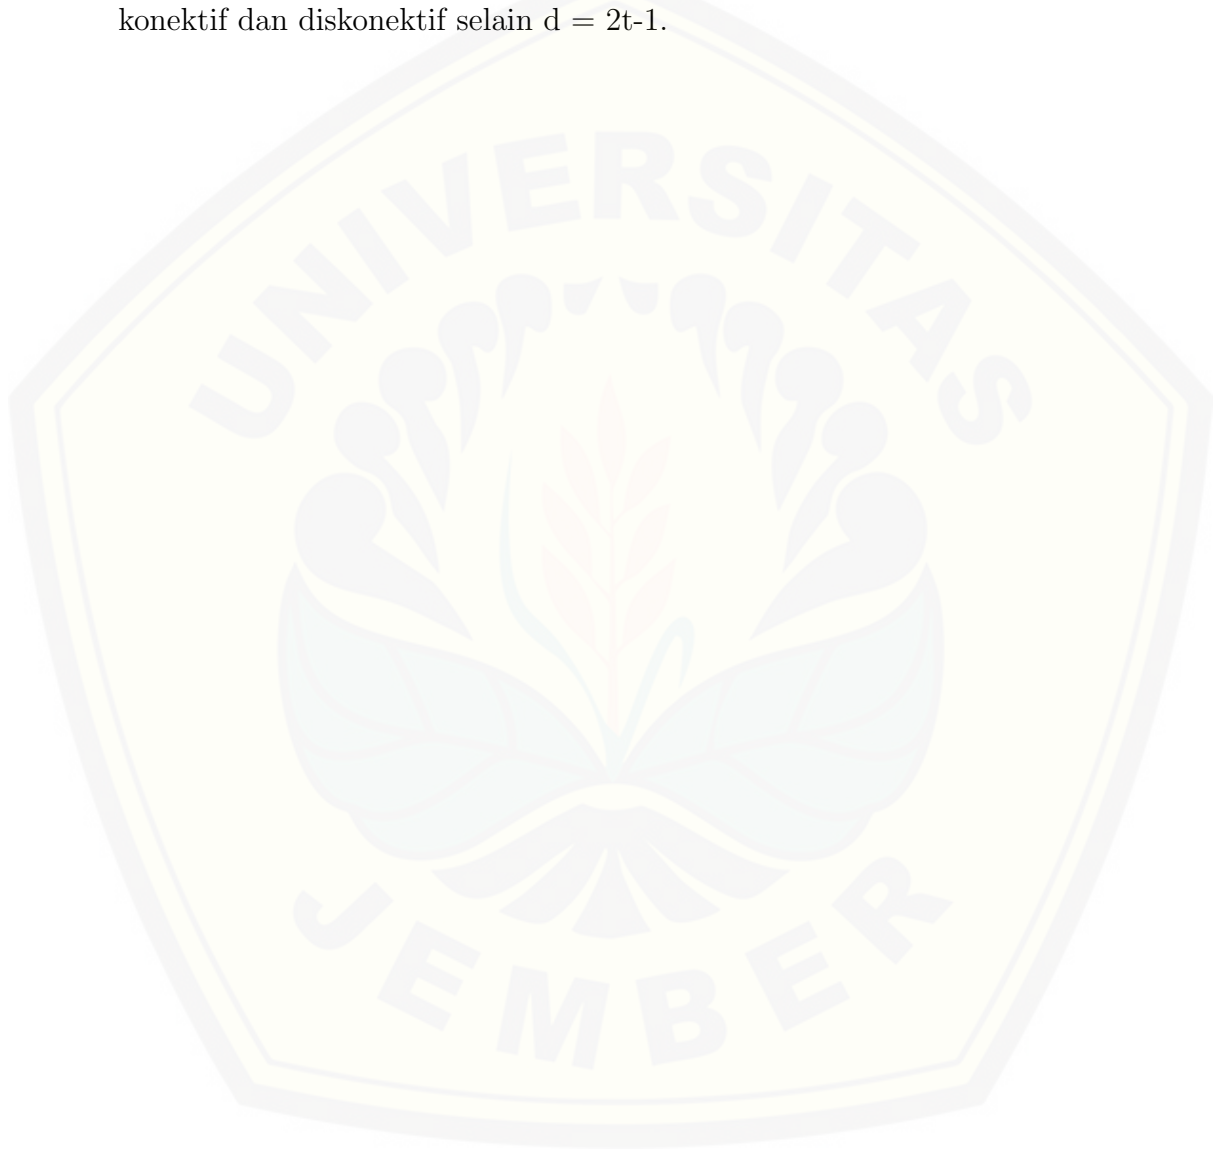 konektif dan diskonektif selain d = 2t-1.
UNIVERSITAS
JEMBER